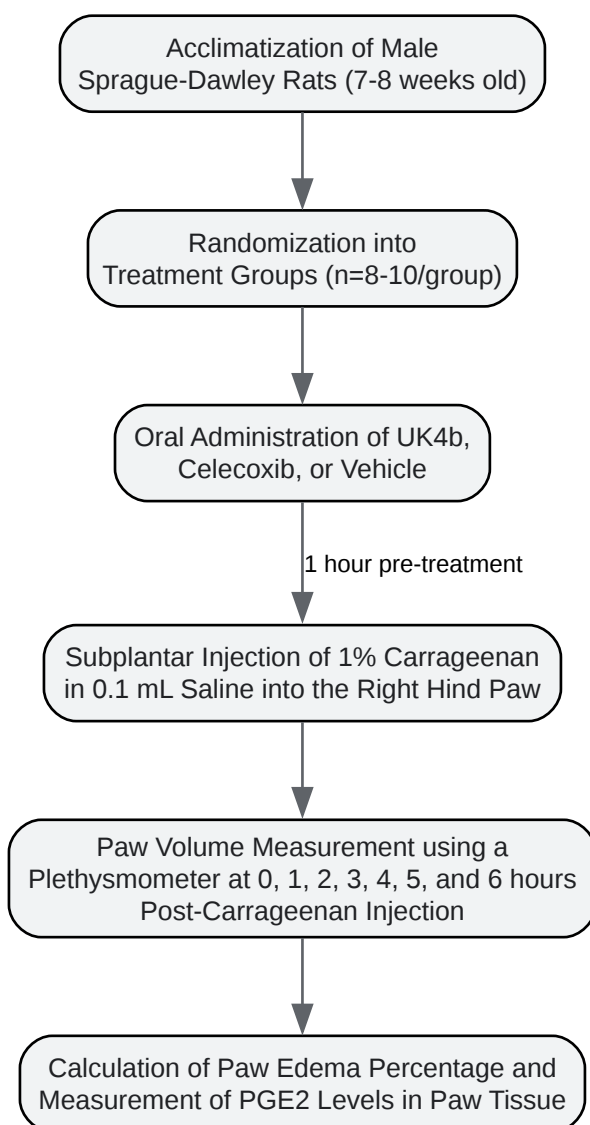 Acclimatization of Male
Sprague-Dawley Rats (7-8 weeks old)
Randomization into
Treatment Groups (n=8-10/group)
Oral Administration of UK4b,
Celecoxib, or Vehicle
1 hour pre-treatment
Subplantar Injection of 1% Carrageenan
in 0.1 mL Saline into the Right Hind Paw
Paw Volume Measurement using a
Plethysmometer at 0, 1, 2, 3, 4, 5, and 6 hours
Post-Carrageenan Injection
Calculation of Paw Edema Percentage and
Measurement of PGE2 Levels in Paw Tissue